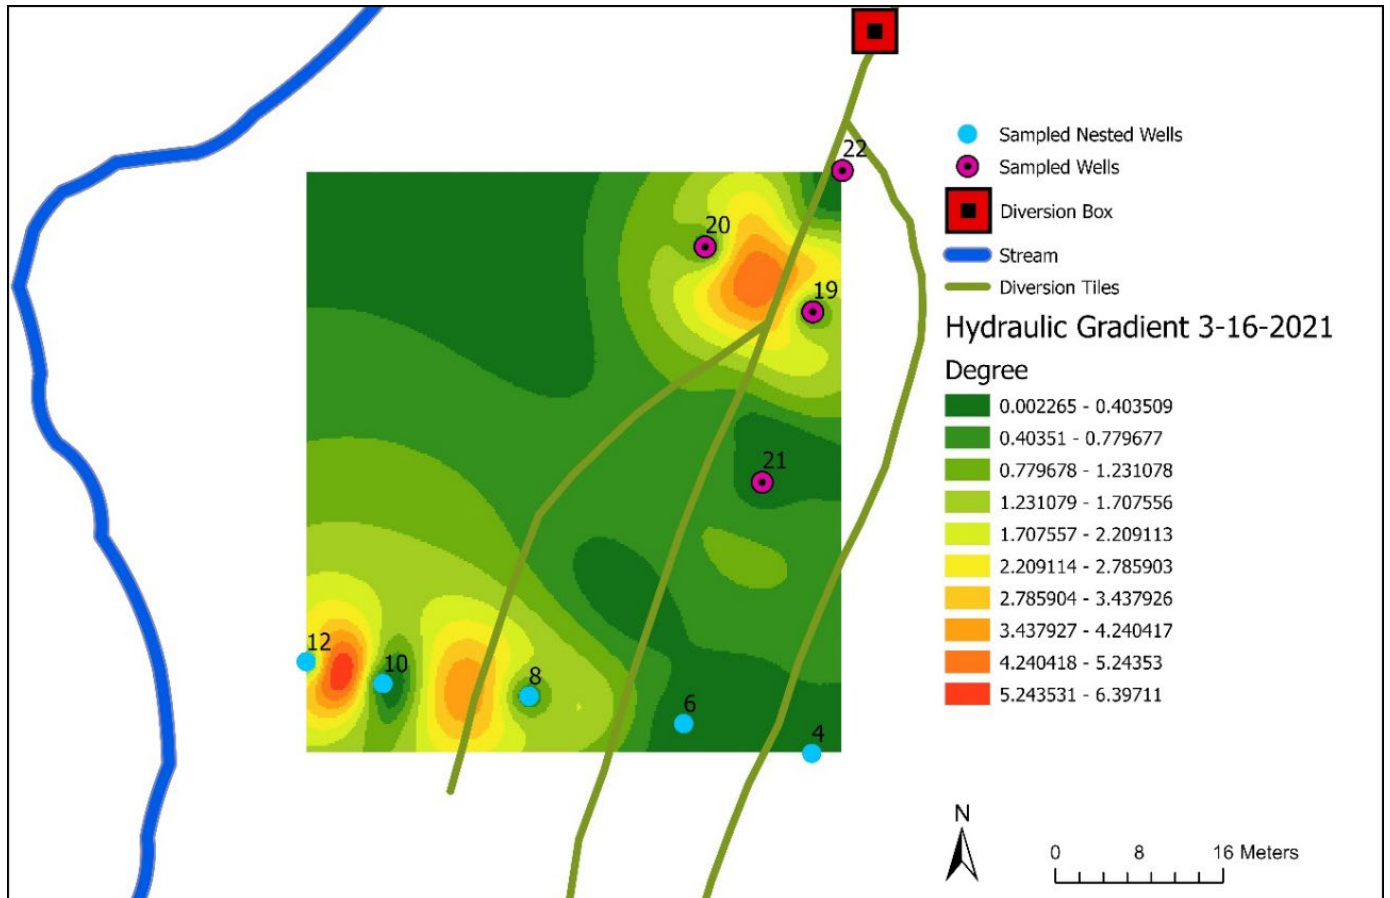 22
20
19
21
12
10
8
6
4
Sampled Nested Wells
Sampled Wells
Diversion Box
Stream
Diversion Tiles
Hydraulic Gradient 3-16-2021
Degree
0.002265 - 0.403509
0.40351 - 0.779677
0.779678 - 1.231078
1.231079 - 1.707556
1.707557 - 2.209113
2.209114 - 2.785903
2.785904 - 3.437926
3.437927 - 4.240417
4.240418 - 5.24353
5.243531 - 6.39711
N
0 8 16 Meters